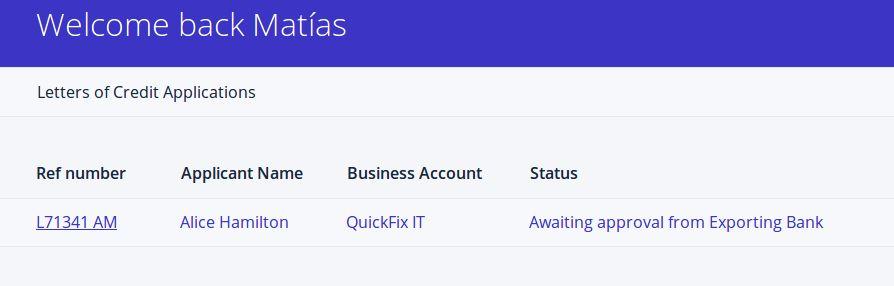 Welcome back Matías
Letters of Credit Applications
Ref number Applicant Name Business Account Status
L71341 AM Alice Hamilton QuickFix IT Awaiting approval from Exporting Bank